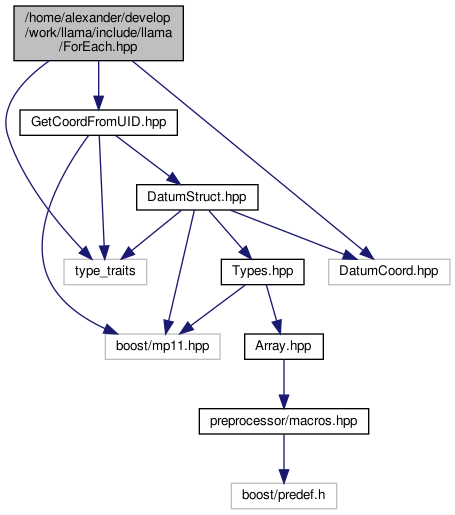 /home/alexander/develop
/work/llama/include/llama
/ForEach.hpp
GetCoordFromUID.hpp
DatumStruct.hpp
type_traits
Types.hpp
DatumCoord.hpp
boost/mp11.hpp
Array.hpp
preprocessor/macros.hpp
boost/predef.h